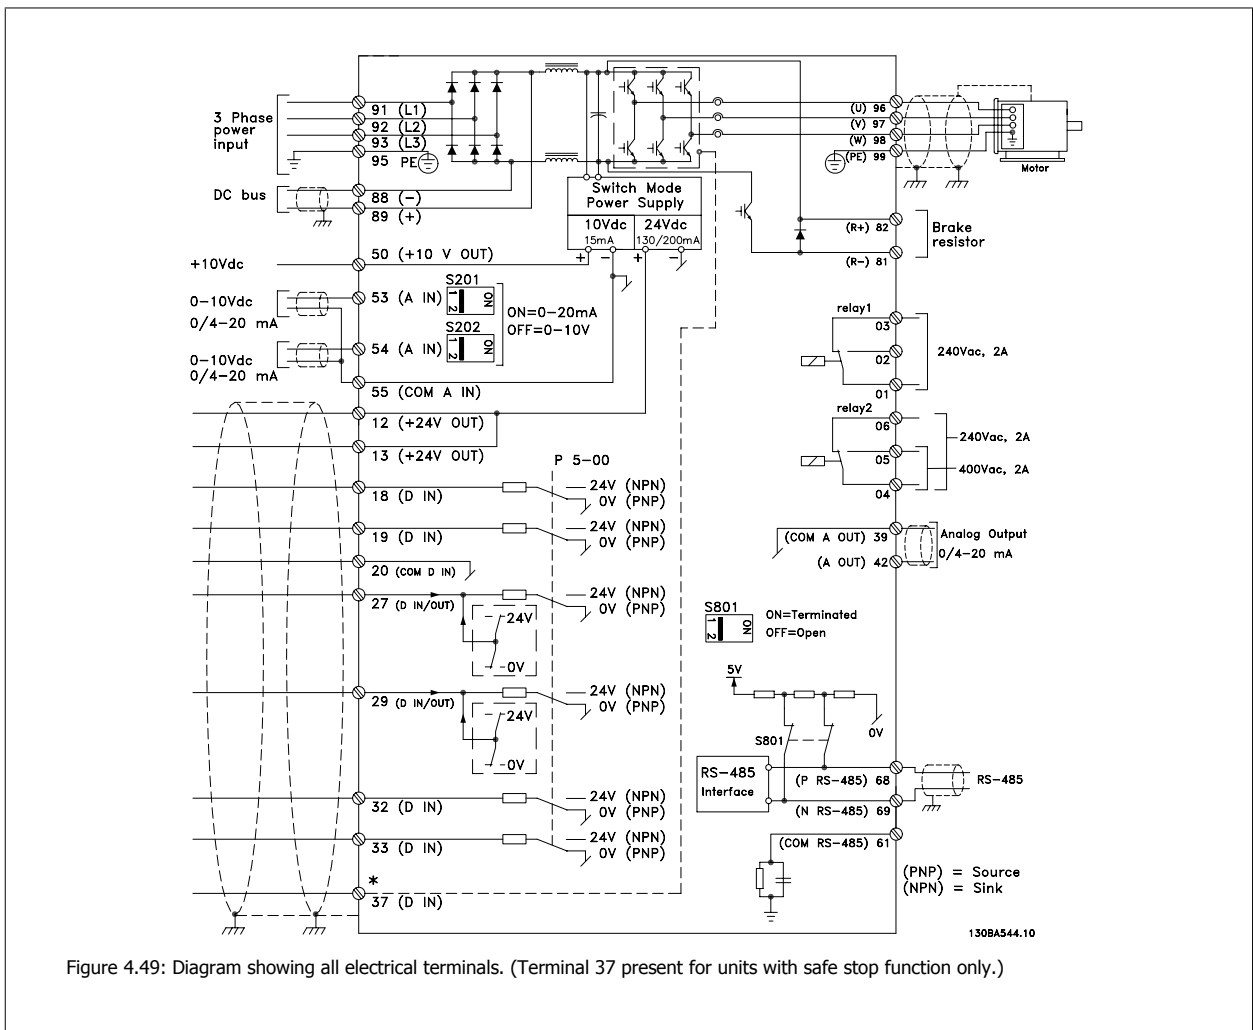 3 Phase
power
input
91 (L1)
92 (L2)
93 (L3)
95 PE
DC bus
88 (−)
89 (+)
+10Vdc
50 (+10 V OUT)
0−10Vdc
0/4−20 mA
53 (A IN)
S201
1 2
ON
0−10Vdc
0/4−20 mA
54 (A IN)
S202
1 2
ON
ON=0−20mA
OFF=0−10V
55 (COM A IN)
12 (+24V OUT)
13 (+24V OUT)
P 5-00
18 (D IN)
24V (NPN)
0V (PNP)
19 (D IN)
24V (NPN)
0V (PNP)
20 (COM D IN)
27 (D IN/OUT)
24V (NPN)
0V (PNP)
24V
0V
29 (D IN/OUT)
24V (NPN)
0V (PNP)
24V
0V
32 (D IN)
24V (NPN)
0V (PNP)
33 (D IN)
24V (NPN)
0V (PNP)
*
37 (D IN)
Switch Mode
Power Supply
10Vdc
15mA
24Vdc
130/200mA
+ − + −
(U) 96
(V) 97
(W) 98
(PE) 99
Motor
(R+) 82
(R−) 81
Brake
resistor
relay1
03
02
01
240Vac, 2A
relay2
06
05
04
240Vac, 2A
400Vac, 2A
(COM A OUT) 39
(A OUT) 42
Analog Output
0/4−20 mA
S801
1 2
ON
ON=Terminated
OFF=Open
5V
0V
S801
RS-485
Interface
(P RS-485) 68
(N RS-485) 69
(COM RS-485) 61
RS-485
(PNP) = Source
(NPN) = Sink
130BA544.10
Figure 4.49: Diagram showing all electrical terminals. (Terminal 37 present for units with safe stop function only.)